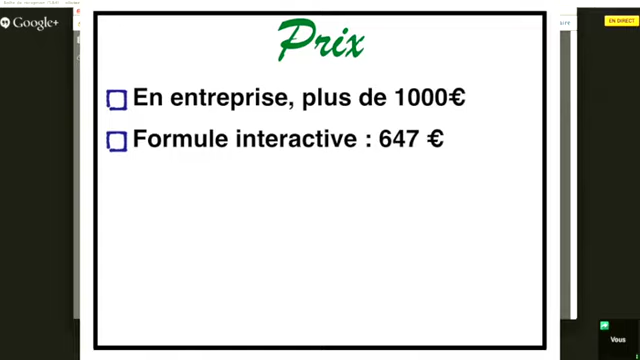 Google+
EN DIRECT
Prix
En entreprise, plus de 1000€
Formule interactive : 647 €
Vous